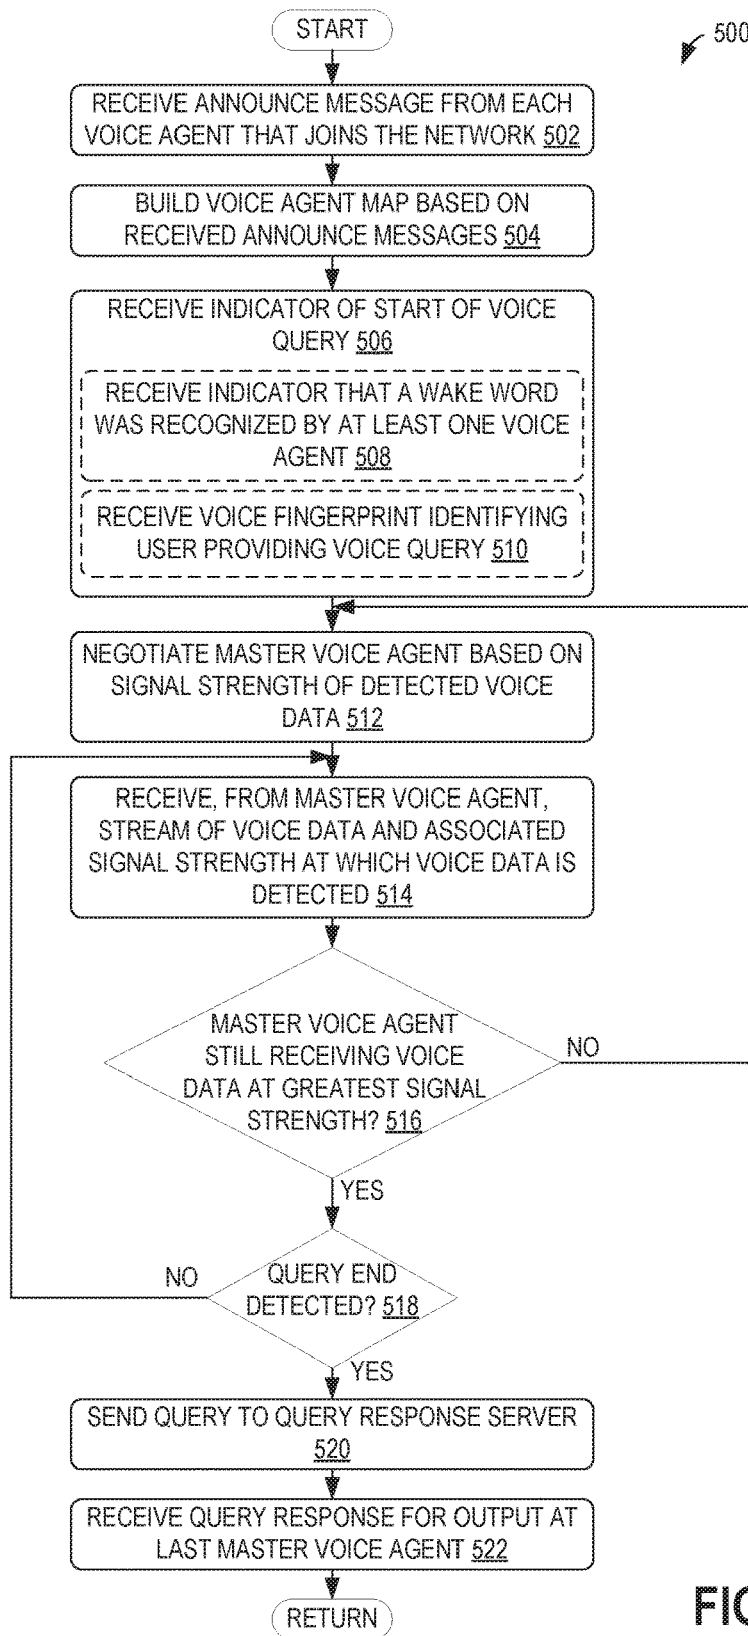 START
500
RECEIVE ANNOUNCE MESSAGE FROM EACH
VOICE AGENT THAT JOINS THE NETWORK 502
BUILD VOICE AGENT MAP BASED ON
RECEIVED ANNOUNCE MESSAGES 504
RECEIVE INDICATOR OF START OF VOICE
QUERY 506
RECEIVE INDICATOR THAT A WAKE WORD
WAS RECOGNIZED BY AT LEAST ONE VOICE
AGENT 508
RECEIVE VOICE FINGERPRINT IDENTIFYING
USER PROVIDING VOICE QUERY 510
NEGOTIATE MASTER VOICE AGENT BASED ON
SIGNAL STRENGTH OF DETECTED VOICE
DATA 512
RECEIVE, FROM MASTER VOICE AGENT,
STREAM OF VOICE DATA AND ASSOCIATED
SIGNAL STRENGTH AT WHICH VOICE DATA IS
DETECTED 514
MASTER VOICE AGENT
STILL RECEIVING VOICE
DATA AT GREATEST SIGNAL
STRENGTH? 516
NO
YES
NO
QUERY END
DETECTED? 518
YES
SEND QUERY TO QUERY RESPONSE SERVER
520
RECEIVE QUERY RESPONSE FOR OUTPUT AT
LAST MASTER VOICE AGENT 522
RETURN